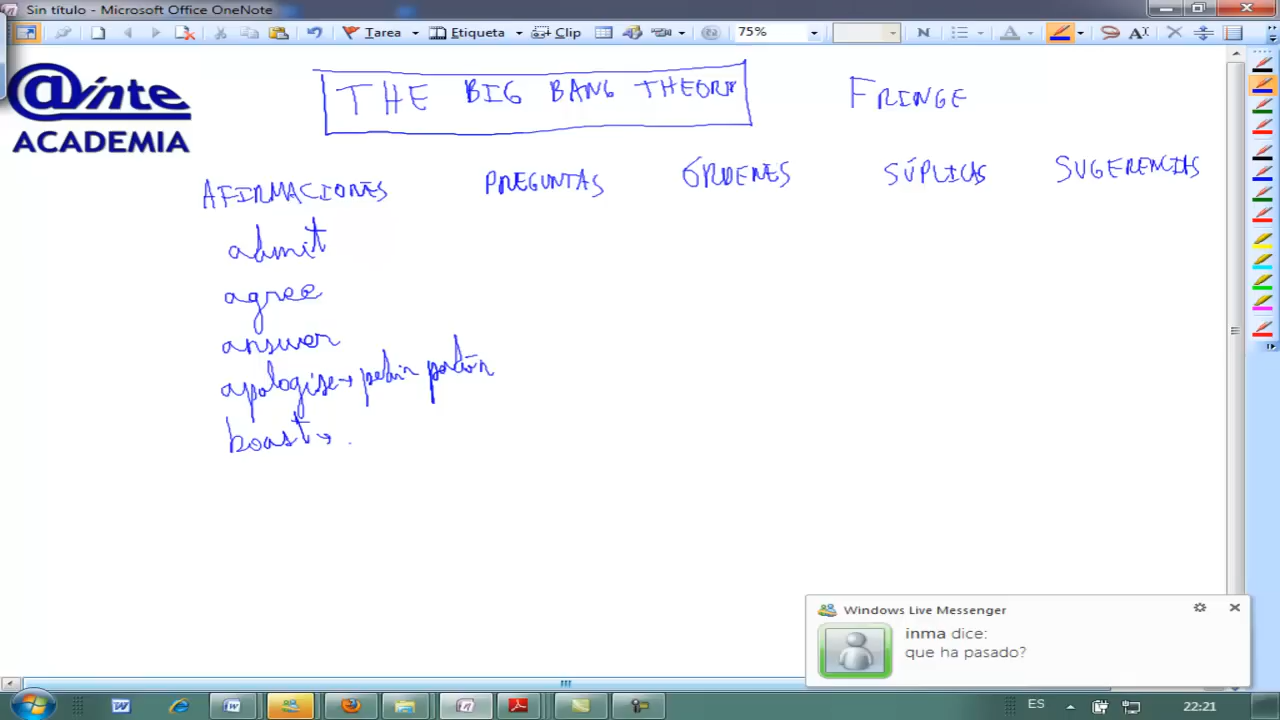 Sin título - Microsoft Office OneNote
Tarea Etiqueta Clip 75% N A
@inte
ACADEMIA
THE BIG BANG THEORY
FRINGE
AFIRMACIONES PREGUNTAS ÓRDENES SÚPLICAS SUGERENCIAS
admit
agree
answer
apologise → pedir perdón
boast →
Windows Live Messenger
inma dice:
que ha pasado?
ES 22:21